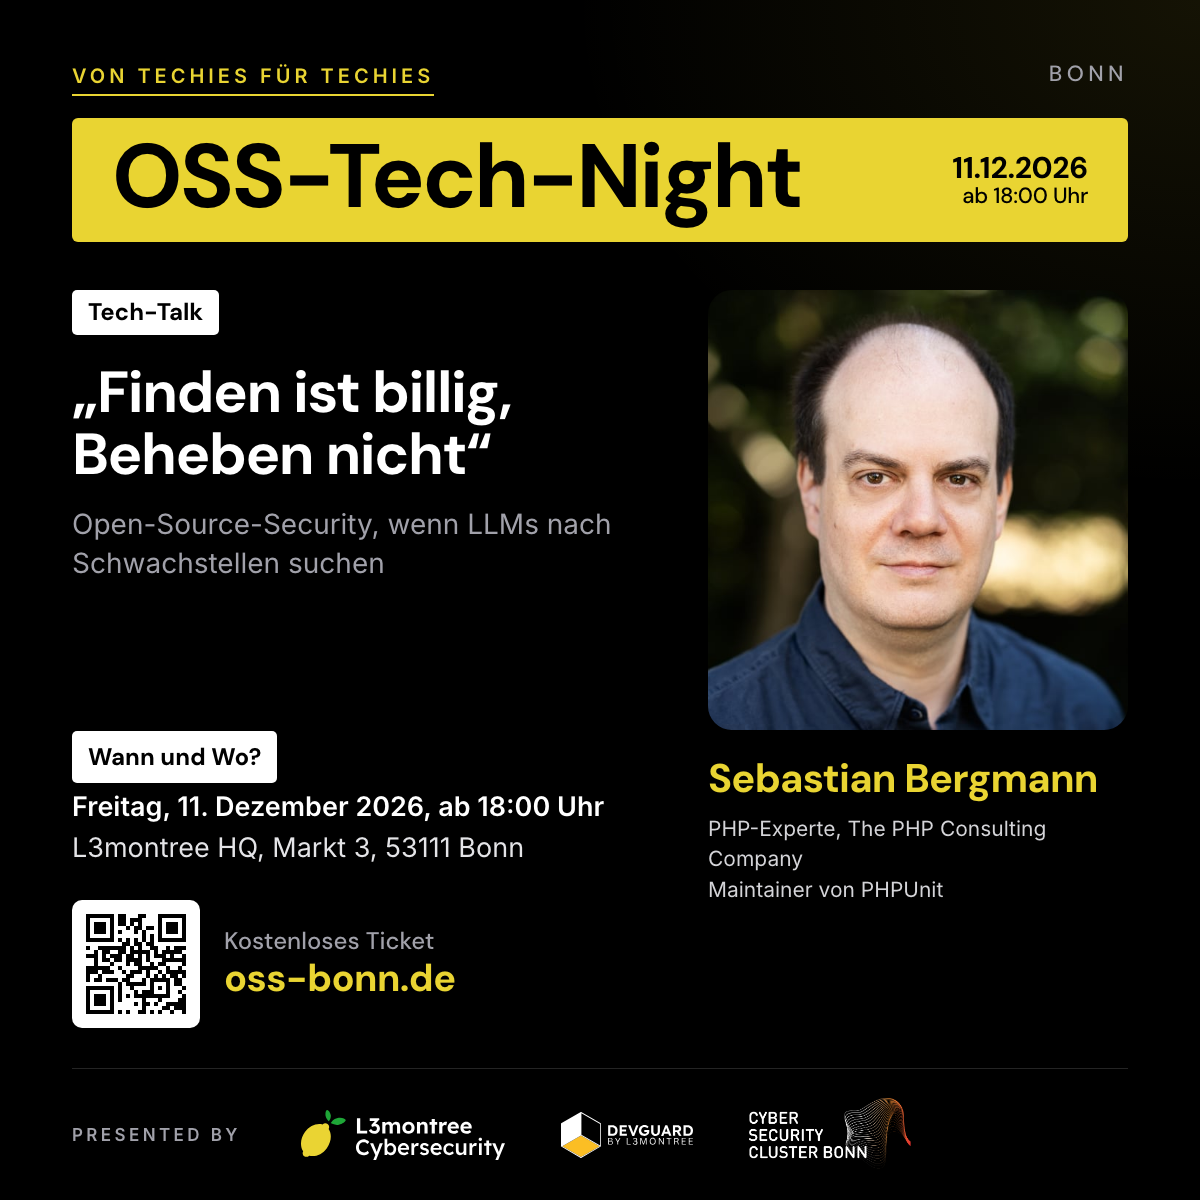 VON TECHIES FÜR TECHIES
BONN
OSS-Tech-Night
11.12.2026
ab 18:00 Uhr
Tech-Talk
„Finden ist billig,
Beheben nicht“
Open-Source-Security, wenn LLMs nach
Schwachstellen suchen
Sebastian Bergmann
PHP-Experte, The PHP Consulting
Company
Maintainer von PHPUnit
Wann und Wo?
Freitag, 11. Dezember 2026, ab 18:00 Uhr
L3montree HQ, Markt 3, 53111 Bonn
Kostenloses Ticket
oss-bonn.de
PRESENTED BY
L3montree
Cybersecurity
DEVGUARD
BY L3MONTREE
CYBER
SECURITY
CLUSTER BONN